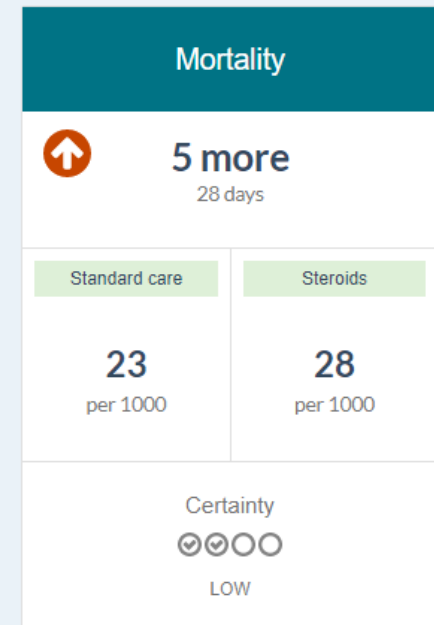 Mortality
5 more
28 days
Standard care
Steroids
23
28
per 1000
per 1000
Certainty
LOW